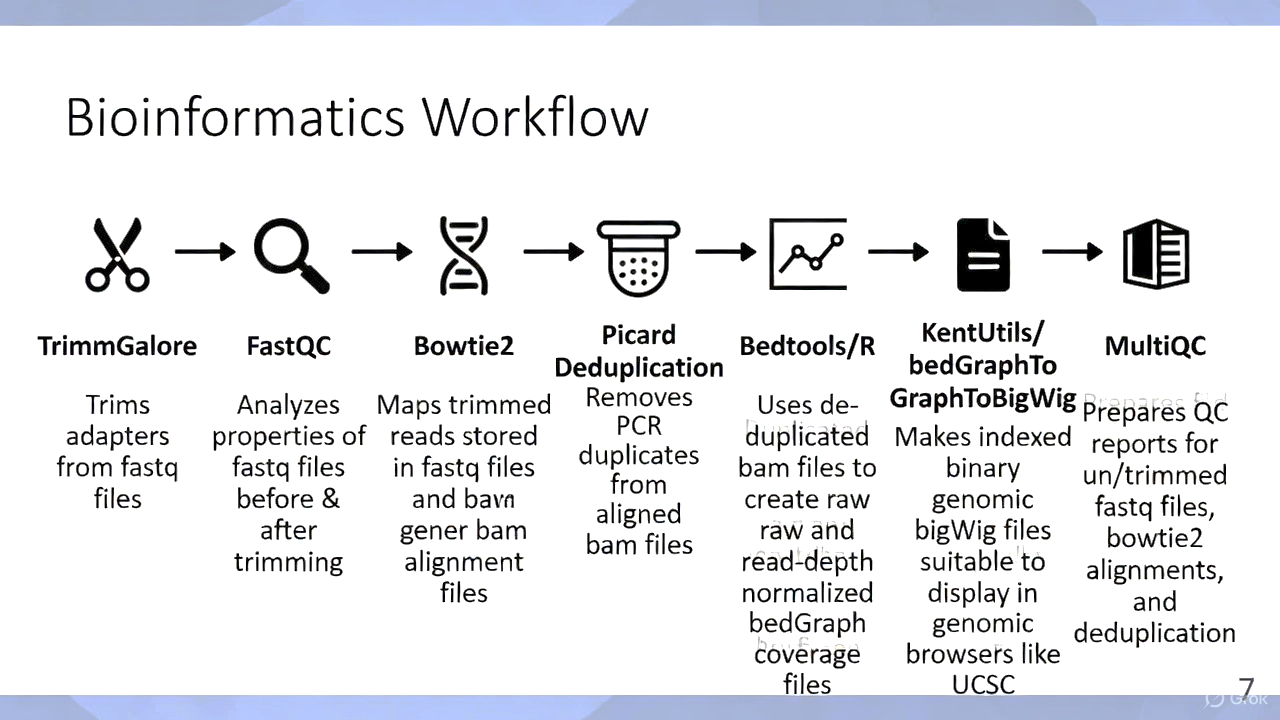 Bioinformatics Workflow
TrimmGalore
Trims
adapters
from fastq
files
FastQC
Analyzes
properties of
fastq files
before &
after
trimming
Bowtie2
Maps trimmed
reads stored
in fastq files
and bavn
gener bam
alignment
files
Picard
Deduplication
Removes
PCR
duplicates
from
aligned
bam files
Bedtools/R
Uses de-
duplicated
bam files to
create raw
raw and
read-depth
normalized
bedGraph
coverage
files
KentUtils/
bedGraphTo
GraphToBigWig
Makes indexed
binary
genomic
bigWig files
suitable to
display in
genomic
browsers like
UCSC
MultiQC
Prepares QC
reports for
un/trimmed
fastq files,
bowtie2
alignments,
and
deduplication
7
Grok